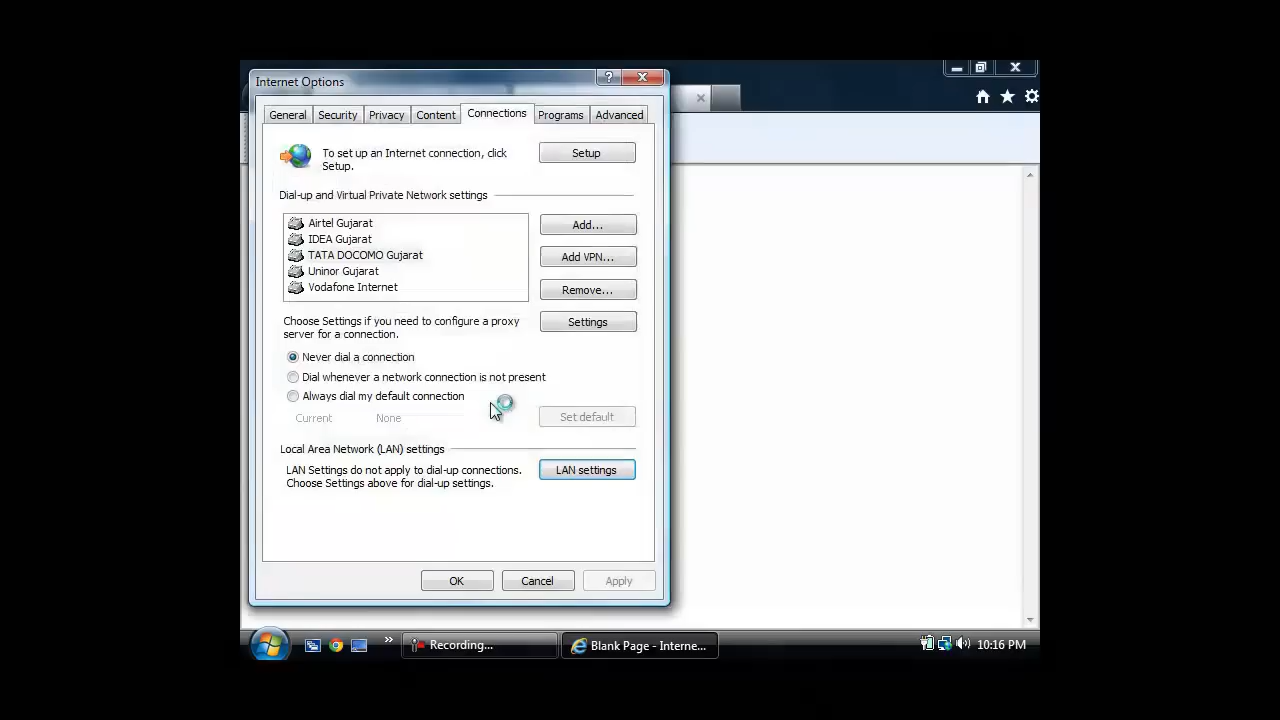 Internet Options
General Security Privacy Content Connections Programs Advanced
To set up an Internet connection, click
Setup.
Setup
Dial-up and Virtual Private Network settings
Airtel Gujarat
IDEA Gujarat
TATA DOCOMO Gujarat
Uninor Gujarat
Vodafone Internet
Add...
Add VPN...
Remove...
Choose Settings if you need to configure a proxy
server for a connection.
Settings
Never dial a connection
Dial whenever a network connection is not present
Always dial my default connection
Current None
Set default
Local Area Network (LAN) settings
LAN Settings do not apply to dial-up connections.
Choose Settings above for dial-up settings.
LAN settings
OK Cancel Apply
Recording... Blank Page - Interne... 10:16 PM